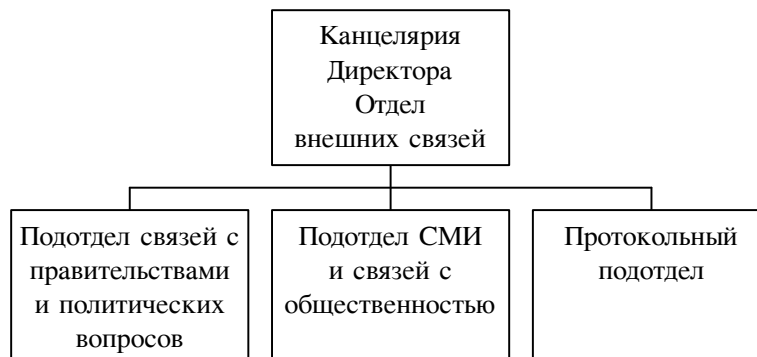 Канцелярия
Директора
Отдел
внешних связей
Подотдел связей с
правительствами
и политических
вопросов
Подотдел СМИ
и связей с
общественностью
Протокольный
подотдел